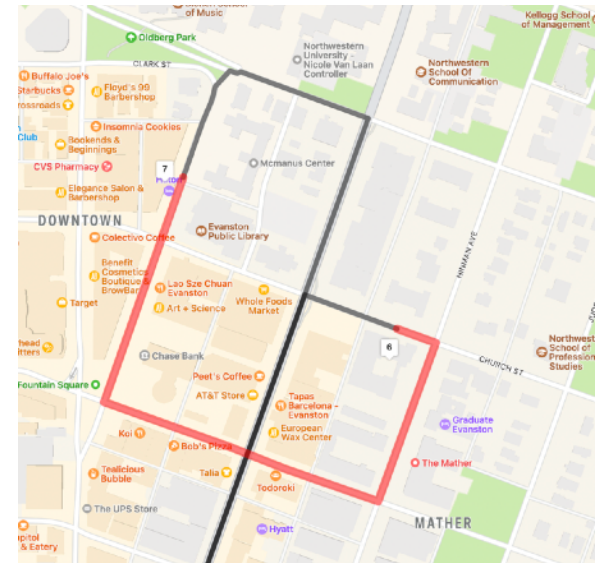 of Music
Kellogg School
of Management
Oldberg Park
CLARK ST
Northwestern
University -
Nicole Van Laan
Controller
Northwestern
School Of
Communication
Buffalo Joe's
Starbucks
Crossroads
Club
Floyd's 99
Barbershop
Insomnia Cookies
Bookends &
Beginnings
CVS Pharmacy
7
Mcmanus Center
Elegance Salon &
Barbershop
DOWNTOWN
Evanston
Public Library
Colectivo Coffee
HINMAN AVE
Benefit
Cosmetics
Boutique &
BrowBar
Lao Sze Chuan
Evanston
Art + Science
Whole Foods
Market
Target
6
Chase Bank
CHURCH ST
Northwest
School of
Profession
Studies
Fountain Square
Peet's Coffee
AT&T Store
Tapas
Barcelona -
Evanston
European
Wax Center
Graduate
Evanston
Koi
Bob's Pizza
The Mather
Tealicious
Bubble
Talia
Todoroki
The UPS Store
Hyatt
MATHER
& Eatery